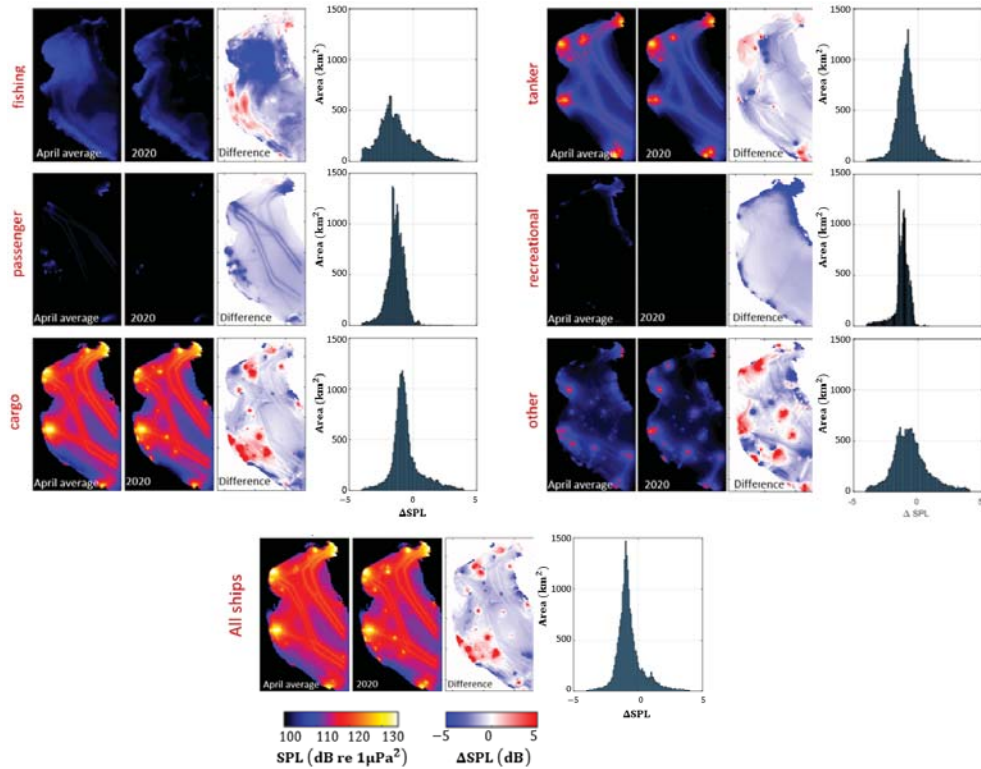 fishing
April average
2020
Difference
Area (km²)
1500
1000
500
0
tanker
April average
2020
Difference
Area (km²)
1500
1000
500
0
passenger
April average
2020
Difference
Area (km²)
1500
1000
500
0
recreational
April average
2020
Difference
Area (km²)
1500
1000
500
0
cargo
April average
2020
Difference
Area (km²)
1500
1000
500
0
-5
0
5
ΔSPL
other
April average
2020
Difference
Area (km²)
1500
1000
500
0
-5
0
5
Δ SPL
All ships
April average
2020
Difference
Area (km²)
1500
1000
500
0
-5
0
5
ΔSPL
100 110 120 130
SPL (dB re 1μPa²)
-5 0 5
ΔSPL (dB)